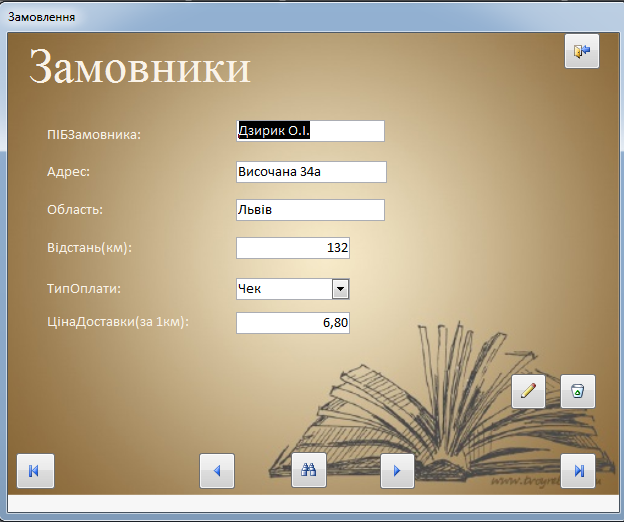 Замовлення
Замовники
ПІБЗамовника: Дзирик О.І.
Адрес: Височана 34а
Область: Львів
Відстань(км): 132
ТипОплати: Чек
ЦінаДоставки(за 1км): 6,80